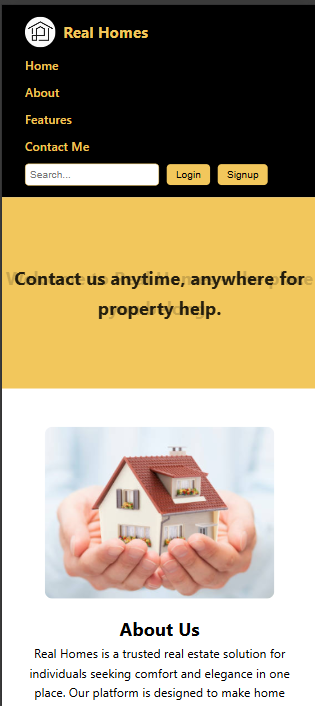 Real Homes
Home
About
Features
Contact Me
Search...
Login
Signup
Contact us anytime, anywhere for
property help.
About Us
Real Homes is a trusted real estate solution for
individuals seeking comfort and elegance in one
place. Our platform is designed to make home